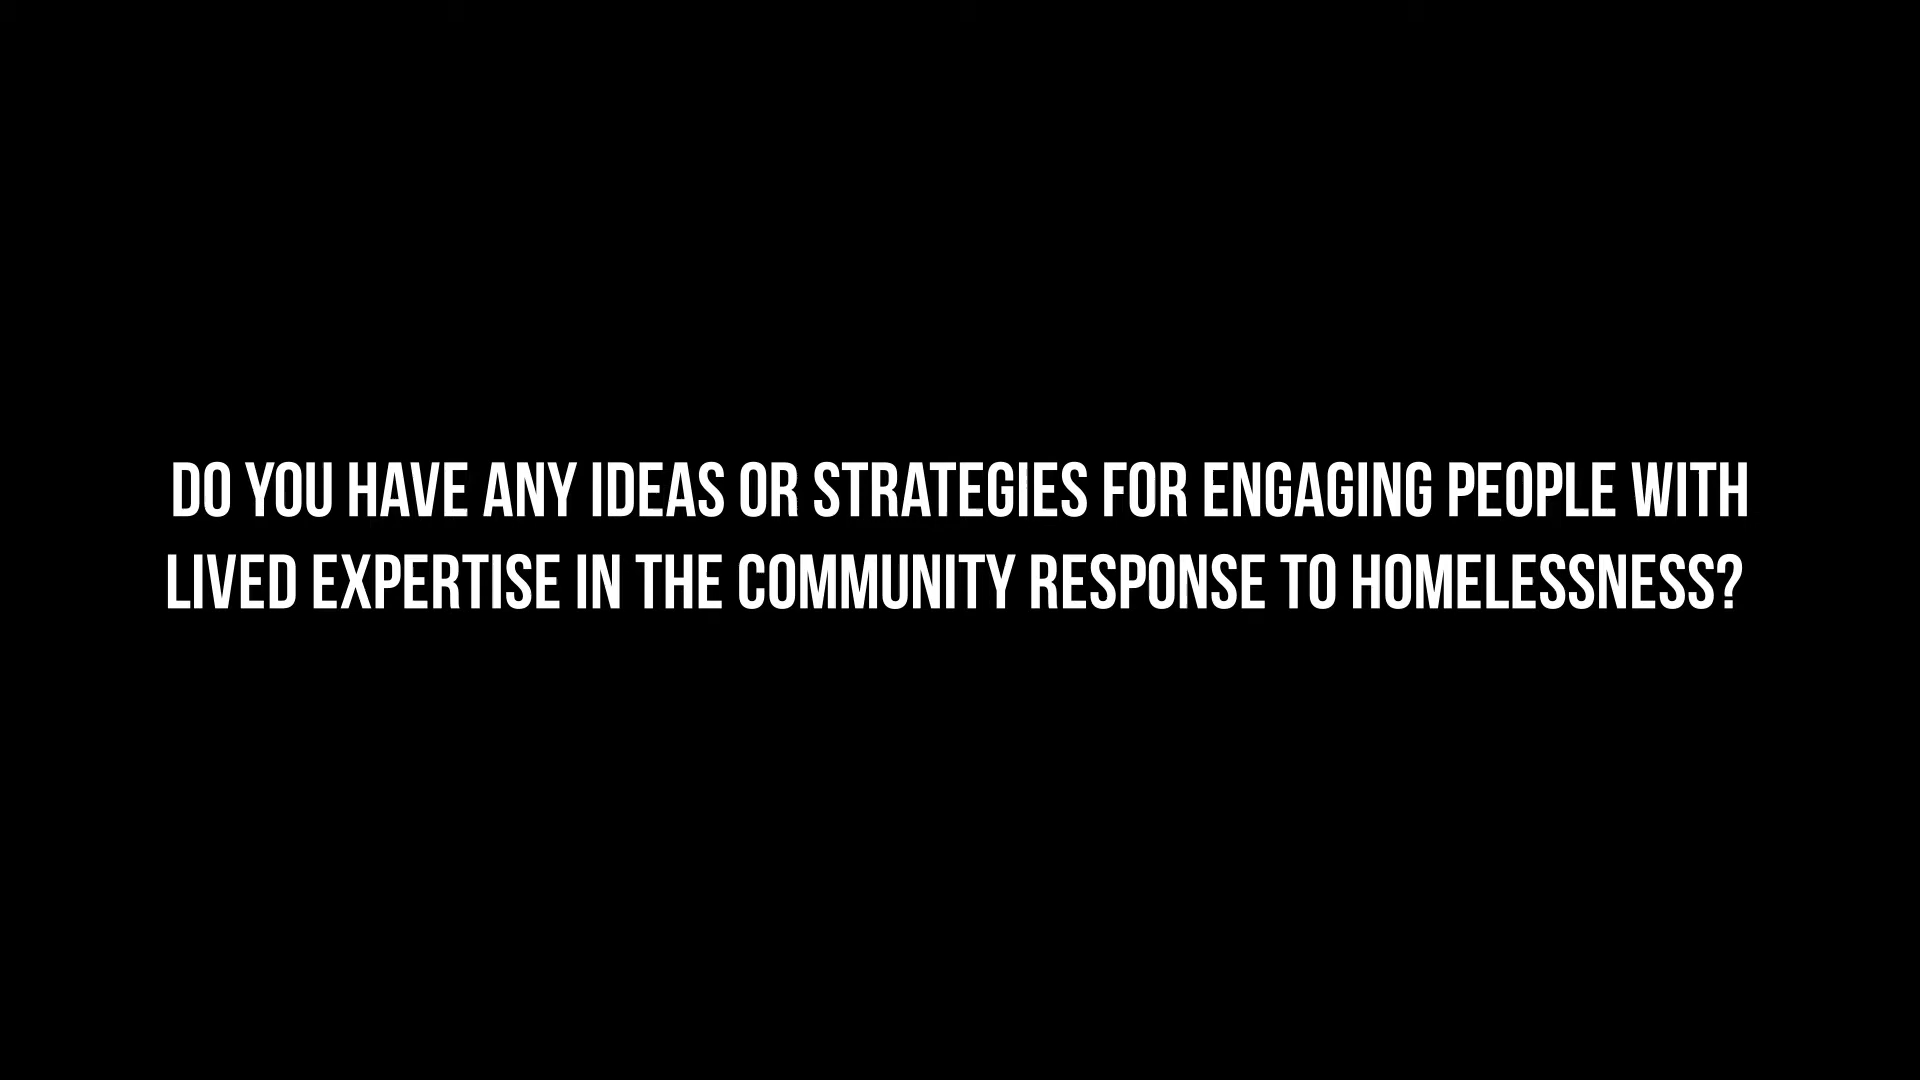 DO YOU HAVE ANY IDEAS OR STRATEGIES FOR ENGAGING PEOPLE WITH
LIVED EXPERTISE IN THE COMMUNITY RESPONSE TO HOMELESSNESS?